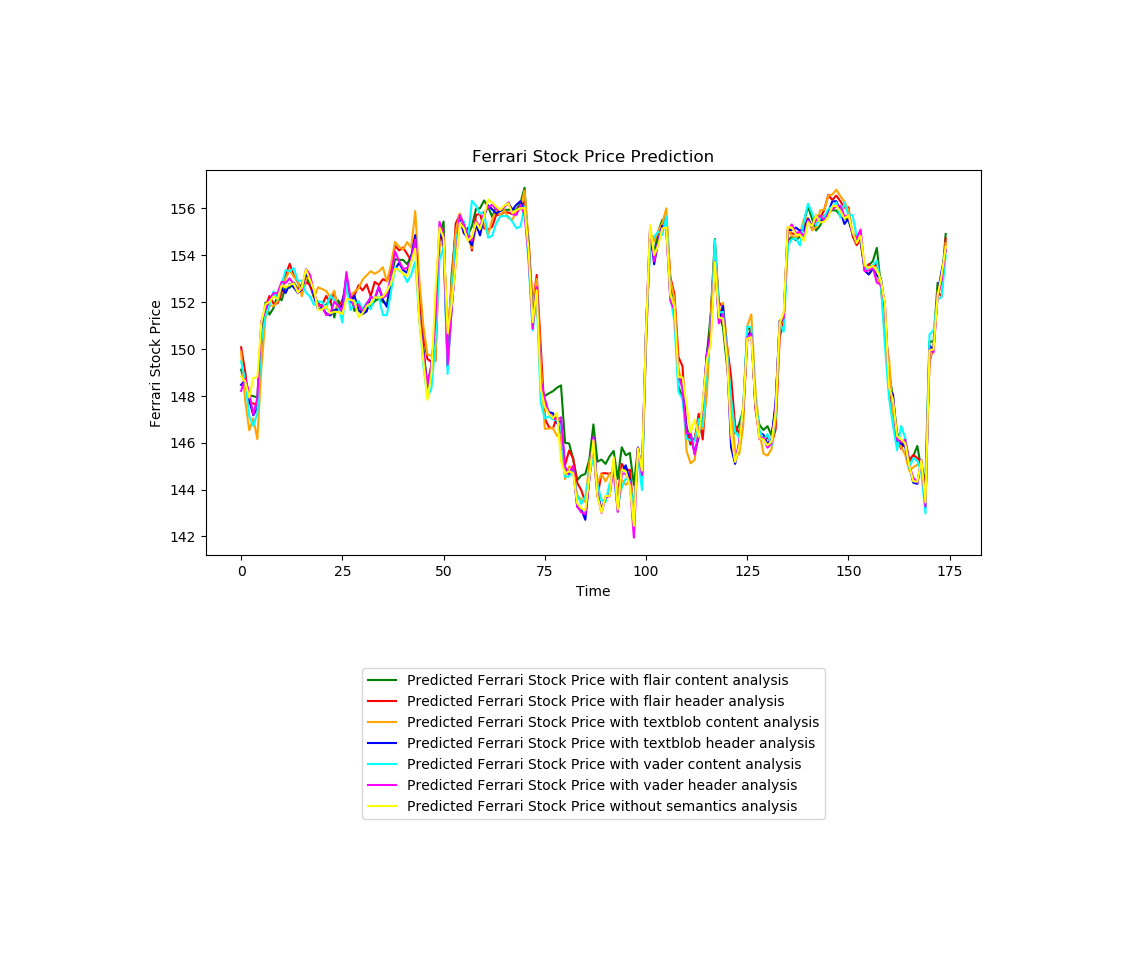 Ferrari Stock Price Prediction
156
154
152
150
148
146
144
142
Ferrari Stock Price
0 25 50 75 100 125 150 175
Time
Predicted Ferrari Stock Price with flair content analysis
Predicted Ferrari Stock Price with flair header analysis
Predicted Ferrari Stock Price with textblob content analysis
Predicted Ferrari Stock Price with textblob header analysis
Predicted Ferrari Stock Price with vader content analysis
Predicted Ferrari Stock Price with vader header analysis
Predicted Ferrari Stock Price without semantics analysis